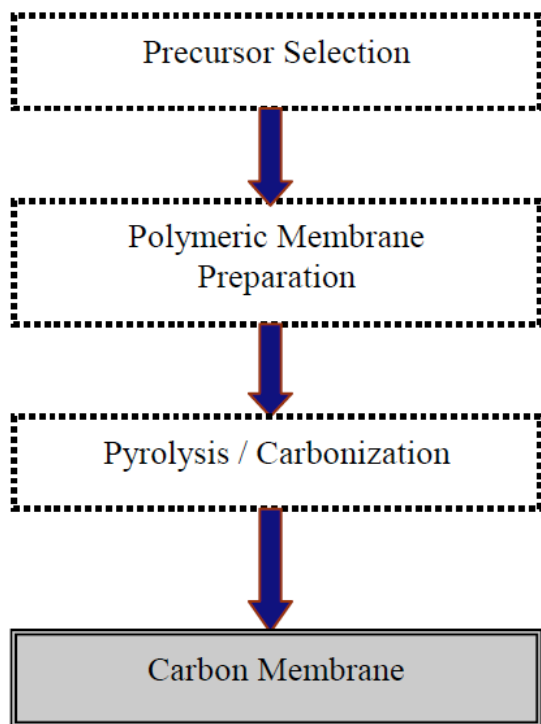 Precursor Selection
Polymeric Membrane
Preparation
Pyrolysis / Carbonization
Carbon Membrane